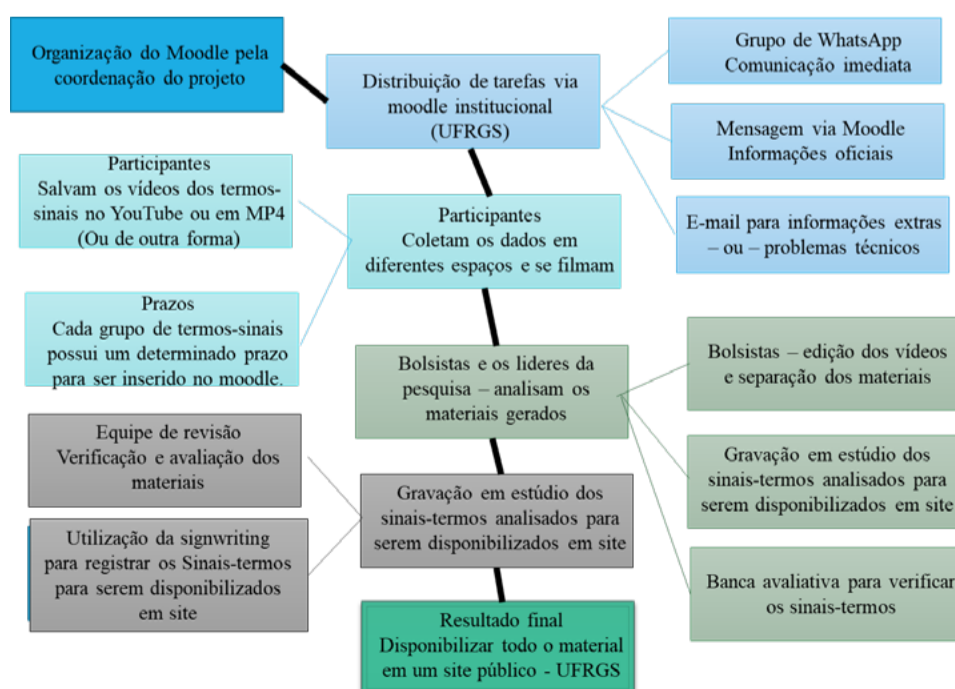 Organização do Moodle pela
coordenação do projeto
Distribuição de tarefas via
moodle institucional
(UFRGS)
Grupo de WhatsApp
Comunicação imediata
Mensagem via Moodle
Informações oficiais
E-mail para informações extras
– ou – problemas técnicos
Participantes
Salvam os vídeos dos termos-
sinais no YouTube ou em MP4
(Ou de outra forma)
Participantes
Coletam os dados em
diferentes espaços e se filmam
Prazos
Cada grupo de termos-sinais
possui um determinado prazo
para ser inserido no moodle.
Bolsistas e os lideres da
pesquisa – analisam os
materiais gerados
Bolsistas – edição dos vídeos
e separação dos materiais
Gravação em estúdio dos
sinais-termos analisados para
serem disponibilizados em site
Banca avaliativa para verificar
os sinais-termos
Equipe de revisão
Verificação e avaliação dos
materiais
Gravação em estúdio dos
sinais-termos analisados para
serem disponibilizados em site
Utilização da signwriting
para registrar os Sinais-termos
para serem disponibilizados
em site
Resultado final
Disponibilizar todo o material
em um site público - UFRGS